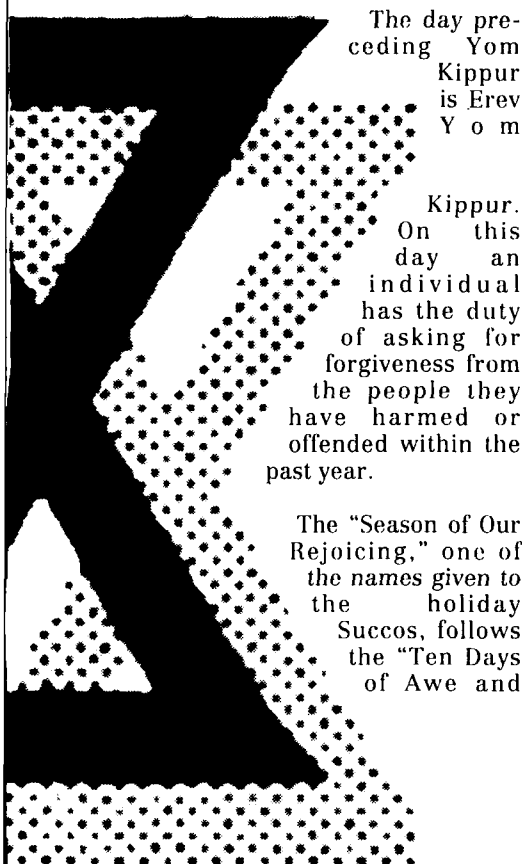 The day pre-
ceding Yom
Kippur
is Erev
Yom
Kippur.
On this
day an
individual
has the duty
of asking for
forgiveness from
the people they
have harmed or
offended within the
past year.
The “Season of Our
Rejoicing,” one of
the names given to
the holiday
Succos, follows
the “Ten Days
of Awe and